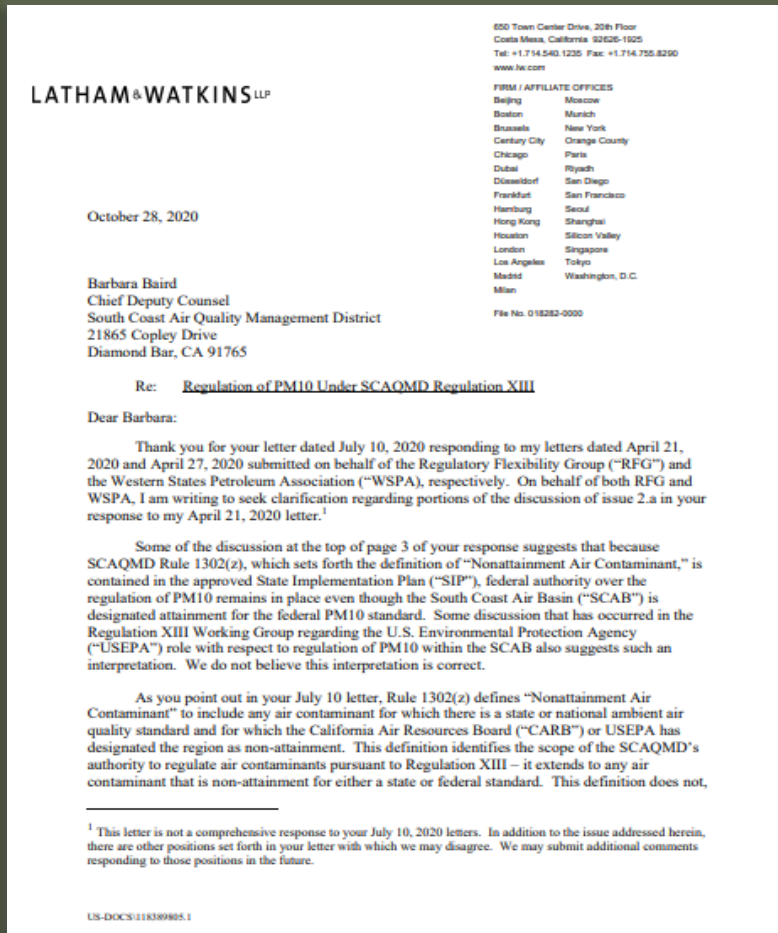 650 Town Center Drive, 20th Floor
Costa Mesa, California  92626-1925
Tel: +1.714.540.1235  Fax: +1.714.755.8290
www.lw.com
LATHAM&WATKINS LLP
FIRM / AFFILIATE OFFICES
Beijing Moscow
Boston Munich
Brussels New York
Century City Orange County
Chicago Paris
Dubai Riyadh
Düsseldorf San Diego
Frankfurt San Francisco
Hamburg Seoul
Hong Kong Shanghai
Houston Silicon Valley
London Singapore
Los Angeles Tokyo
Madrid Washington, D.C.
Milan
File No. 018282-0000
October 28, 2020
Barbara Baird
Chief Deputy Counsel
South Coast Air Quality Management District
21865 Copley Drive
Diamond Bar, CA 91765
Re: Regulation of PM10 Under SCAQMD Regulation XIII
Dear Barbara:
Thank you for your letter dated July 10, 2020 responding to my letters dated April 21,
2020 and April 27, 2020 submitted on behalf of the Regulatory Flexibility Group (“RFG”) and
the Western States Petroleum Association (“WSPA), respectively.  On behalf of both RFG and
WSPA, I am writing to seek clarification regarding portions of the discussion of issue 2.a in your
response to my April 21, 2020 letter.1
Some of the discussion at the top of page 3 of your response suggests that because
SCAQMD Rule 1302(z), which sets forth the definition of “Nonattainment Air Contaminant,” is
contained in the approved State Implementation Plan (“SIP”), federal authority over the
regulation of PM10 remains in place even though the South Coast Air Basin (“SCAB”) is
designated attainment for the federal PM10 standard.  Some discussion that has occurred in the
Regulation XIII Working Group regarding the U.S. Environmental Protection Agency
(“USEPA”) role with respect to regulation of PM10 within the SCAB also suggests such an
interpretation.  We do not believe this interpretation is correct.
As you point out in your July 10 letter, Rule 1302(z) defines “Nonattainment Air
Contaminant” to include any air contaminant for which there is a state or national ambient air
quality standard and for which the California Air Resources Board (“CARB”) or USEPA has
designated the region as non-attainment.  This definition identifies the scope of the SCAQMD’s
authority to regulate air contaminants pursuant to Regulation XIII – it extends to any air
contaminant that is non-attainment for either a state or federal standard.  This definition does not,
1 This letter is not a comprehensive response to your July 10, 2020 letters.  In addition to the issue addressed herein,
there are other positions set forth in your letter with which we may disagree.  We may submit additional comments
responding to those positions in the future.
US-DOCS\118389805.1